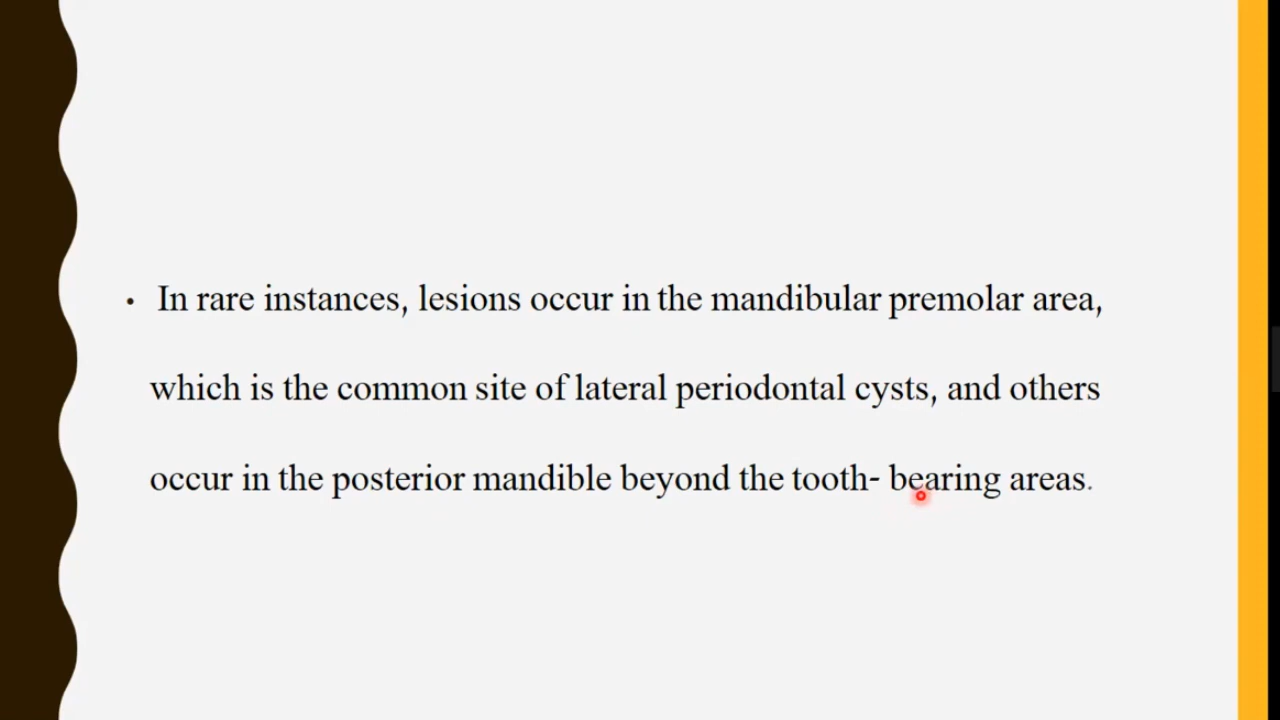 • In rare instances, lesions occur in the mandibular premolar area,
which is the common site of lateral periodontal cysts, and others
occur in the posterior mandible beyond the tooth- bearing areas.